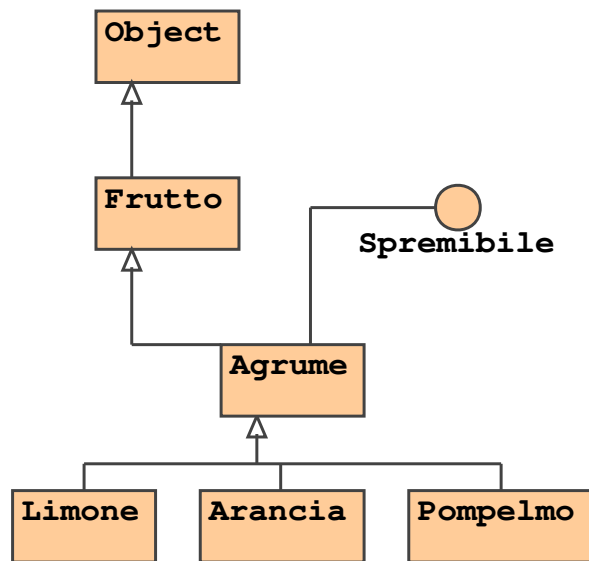 Object
Frutto
Spremibile
Agrume
Limone
Arancia
Pompelmo